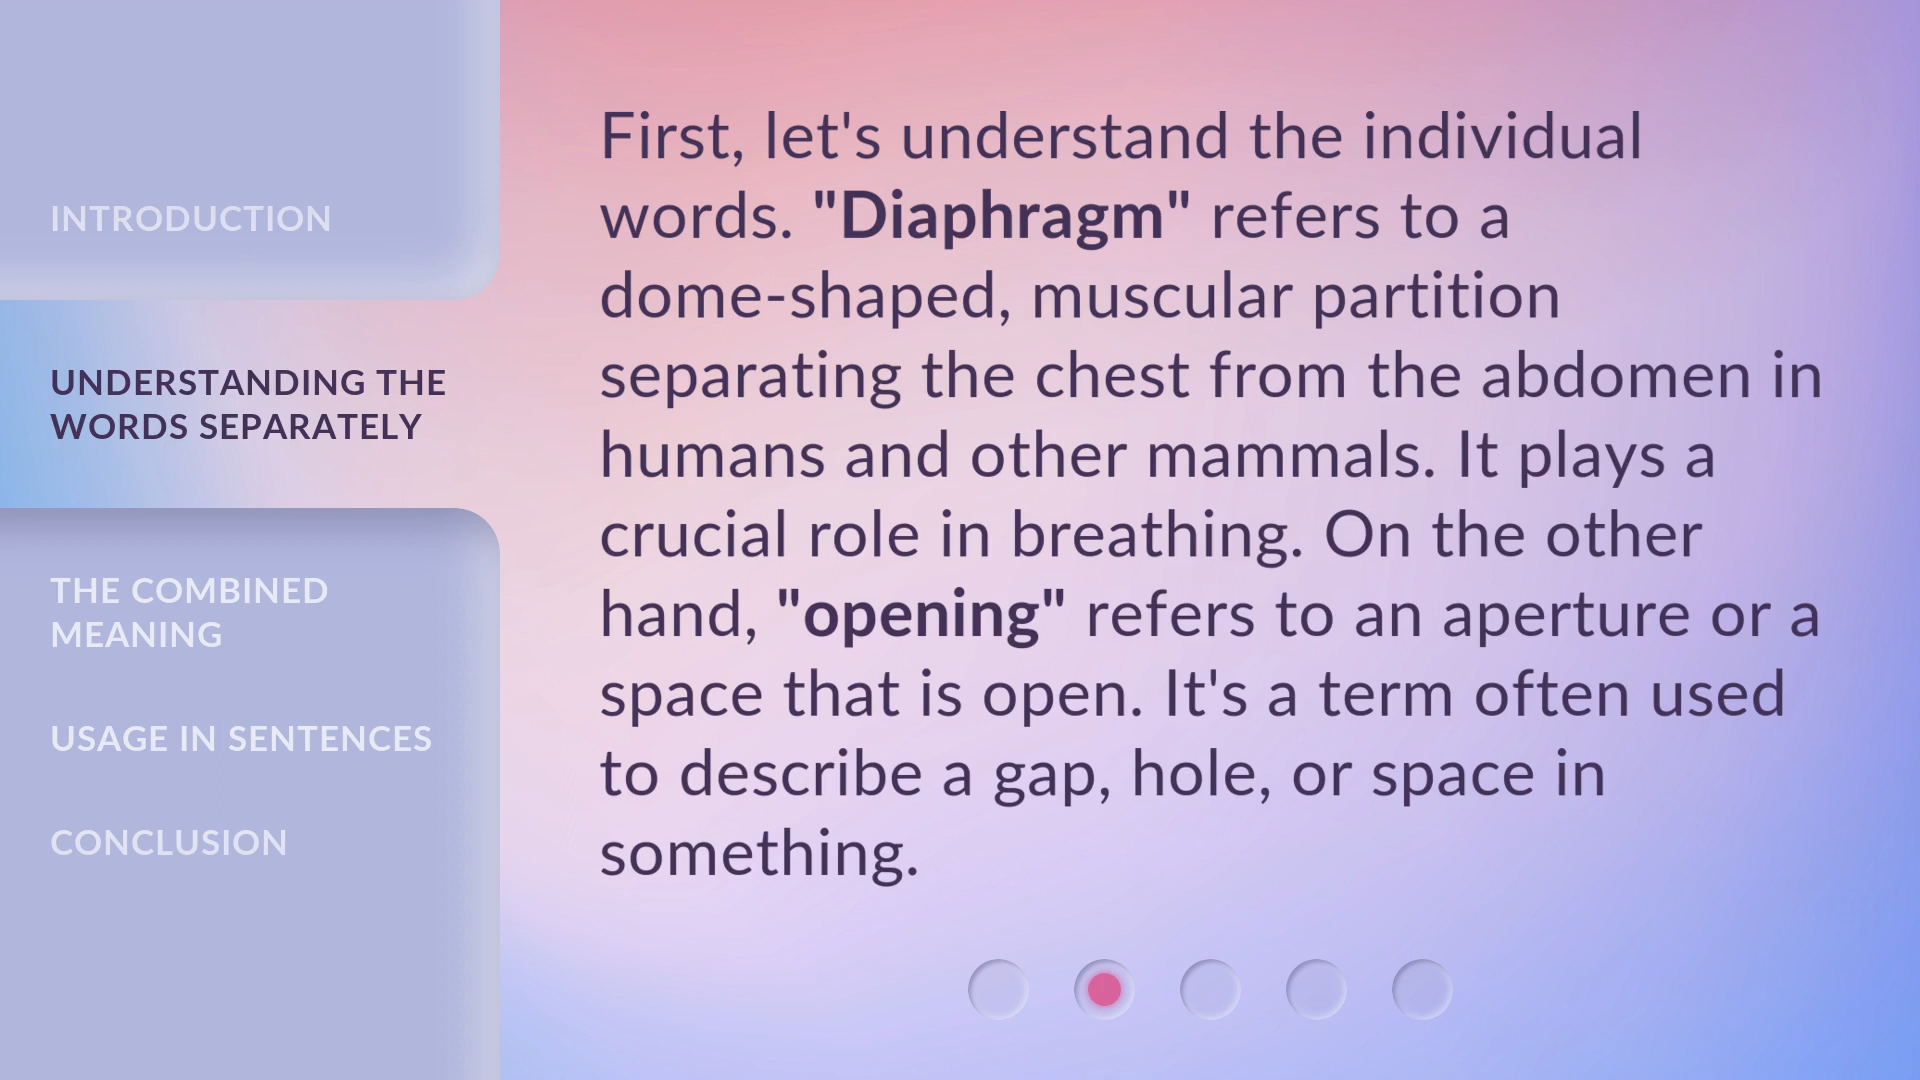 INTRODUCTION
UNDERSTANDING THE
WORDS SEPARATELY
THE COMBINED
MEANING
USAGE IN SENTENCES
CONCLUSION
First, let's understand the individual
words. "Diaphragm" refers to a
dome-shaped, muscular partition
separating the chest from the abdomen in
humans and other mammals. It plays a
crucial role in breathing. On the other
hand, "opening" refers to an aperture or a
space that is open. It's a term often used
to describe a gap, hole, or space in
something.